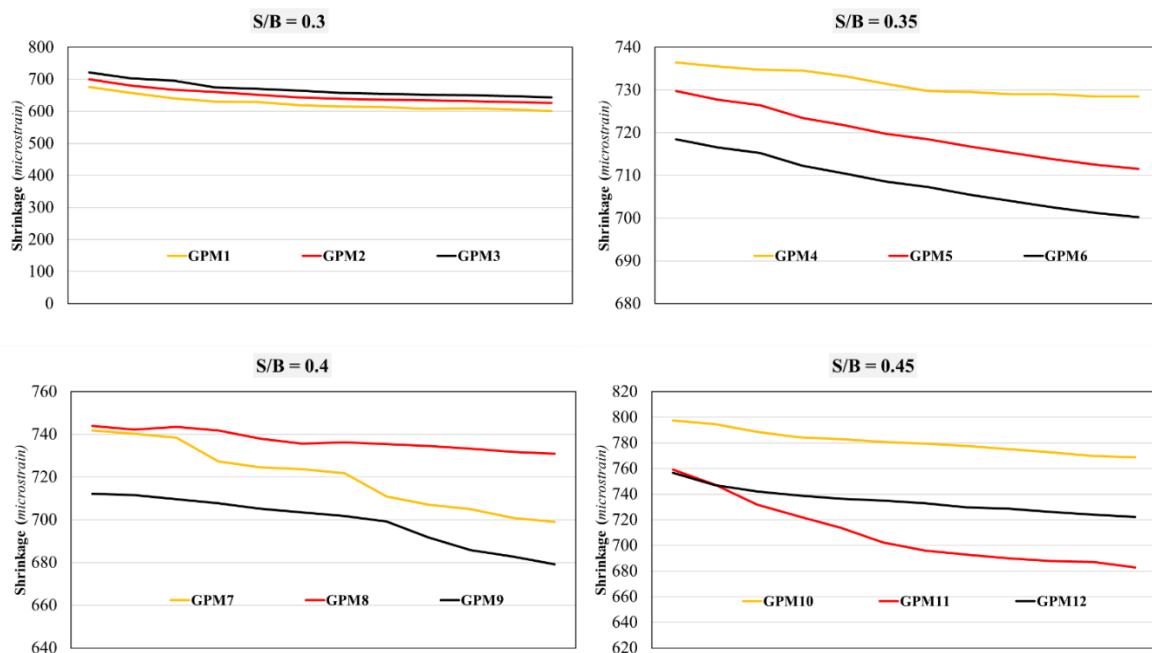 S/B = 0.3
800
700
600
500
400
300
200
100
0
Shrinkage (microstrain)
GPM1 GPM2 GPM3
S/B = 0.35
740
730
720
710
700
690
680
Shrinkage (microstrain)
GPM4 GPM5 GPM6
S/B = 0.4
760
740
720
700
680
660
640
Shrinkage (microstrain)
GPM7 GPM8 GPM9
S/B = 0.45
820
800
780
760
740
720
700
680
660
640
620
Shrinkage (microstrain)
GPM10 GPM11 GPM12